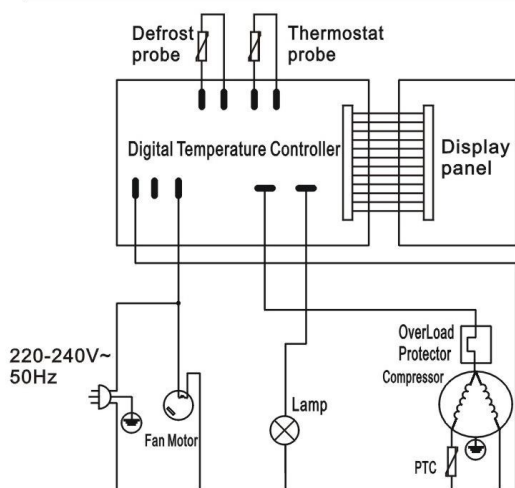 Defrost
probe
Thermostat
probe
Digital Temperature Controller
Display
panel
220-240V~
50Hz
OverLoad
Protector
Compressor
Lamp
Fan Motor
PTC